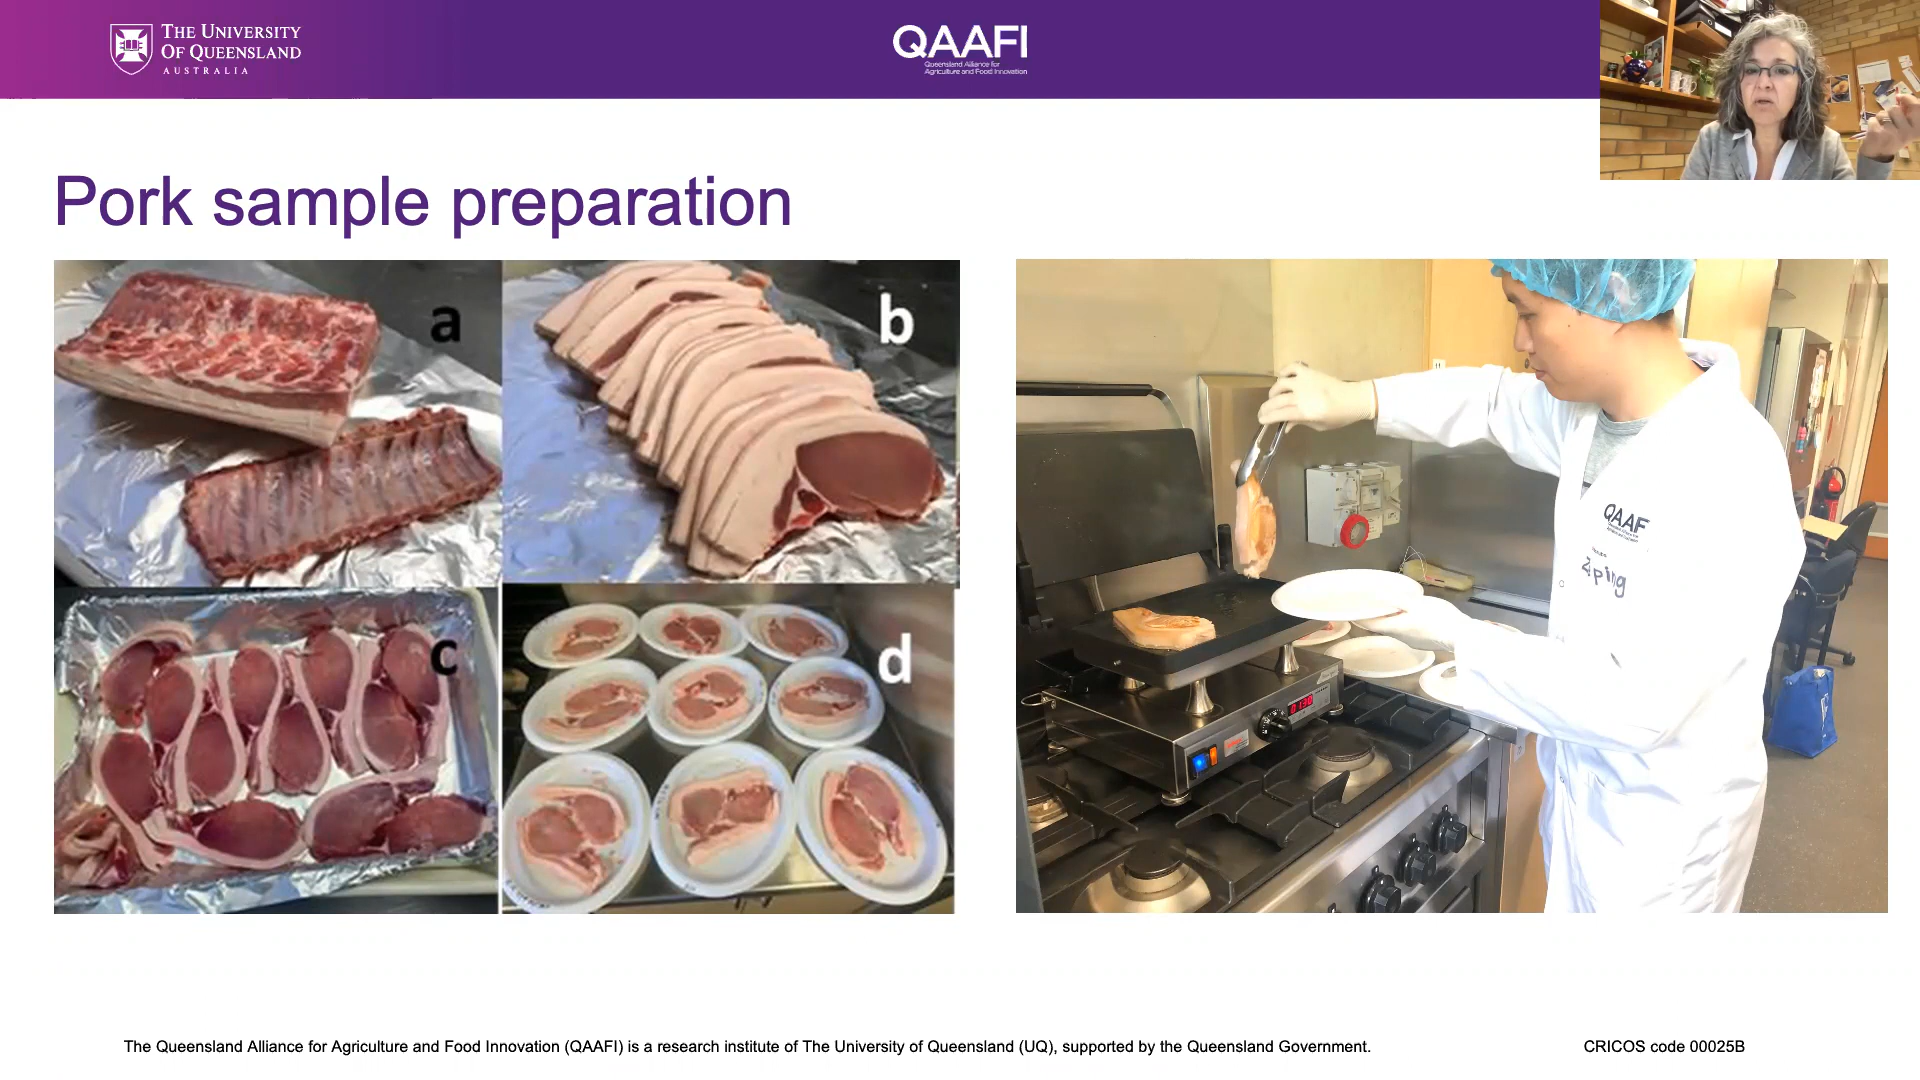 THE UNIVERSITY
OF QUEENSLAND
AUSTRALIA
QAAFI
Queensland Alliance for
Agriculture and Food Innovation
Pork sample preparation
a
b
c
d
QAAF
The Queensland Alliance for Agriculture and Food Innovation (QAAFI) is a research institute of The University of Queensland (UQ), supported by the Queensland Government.
CRICOS code 00025B